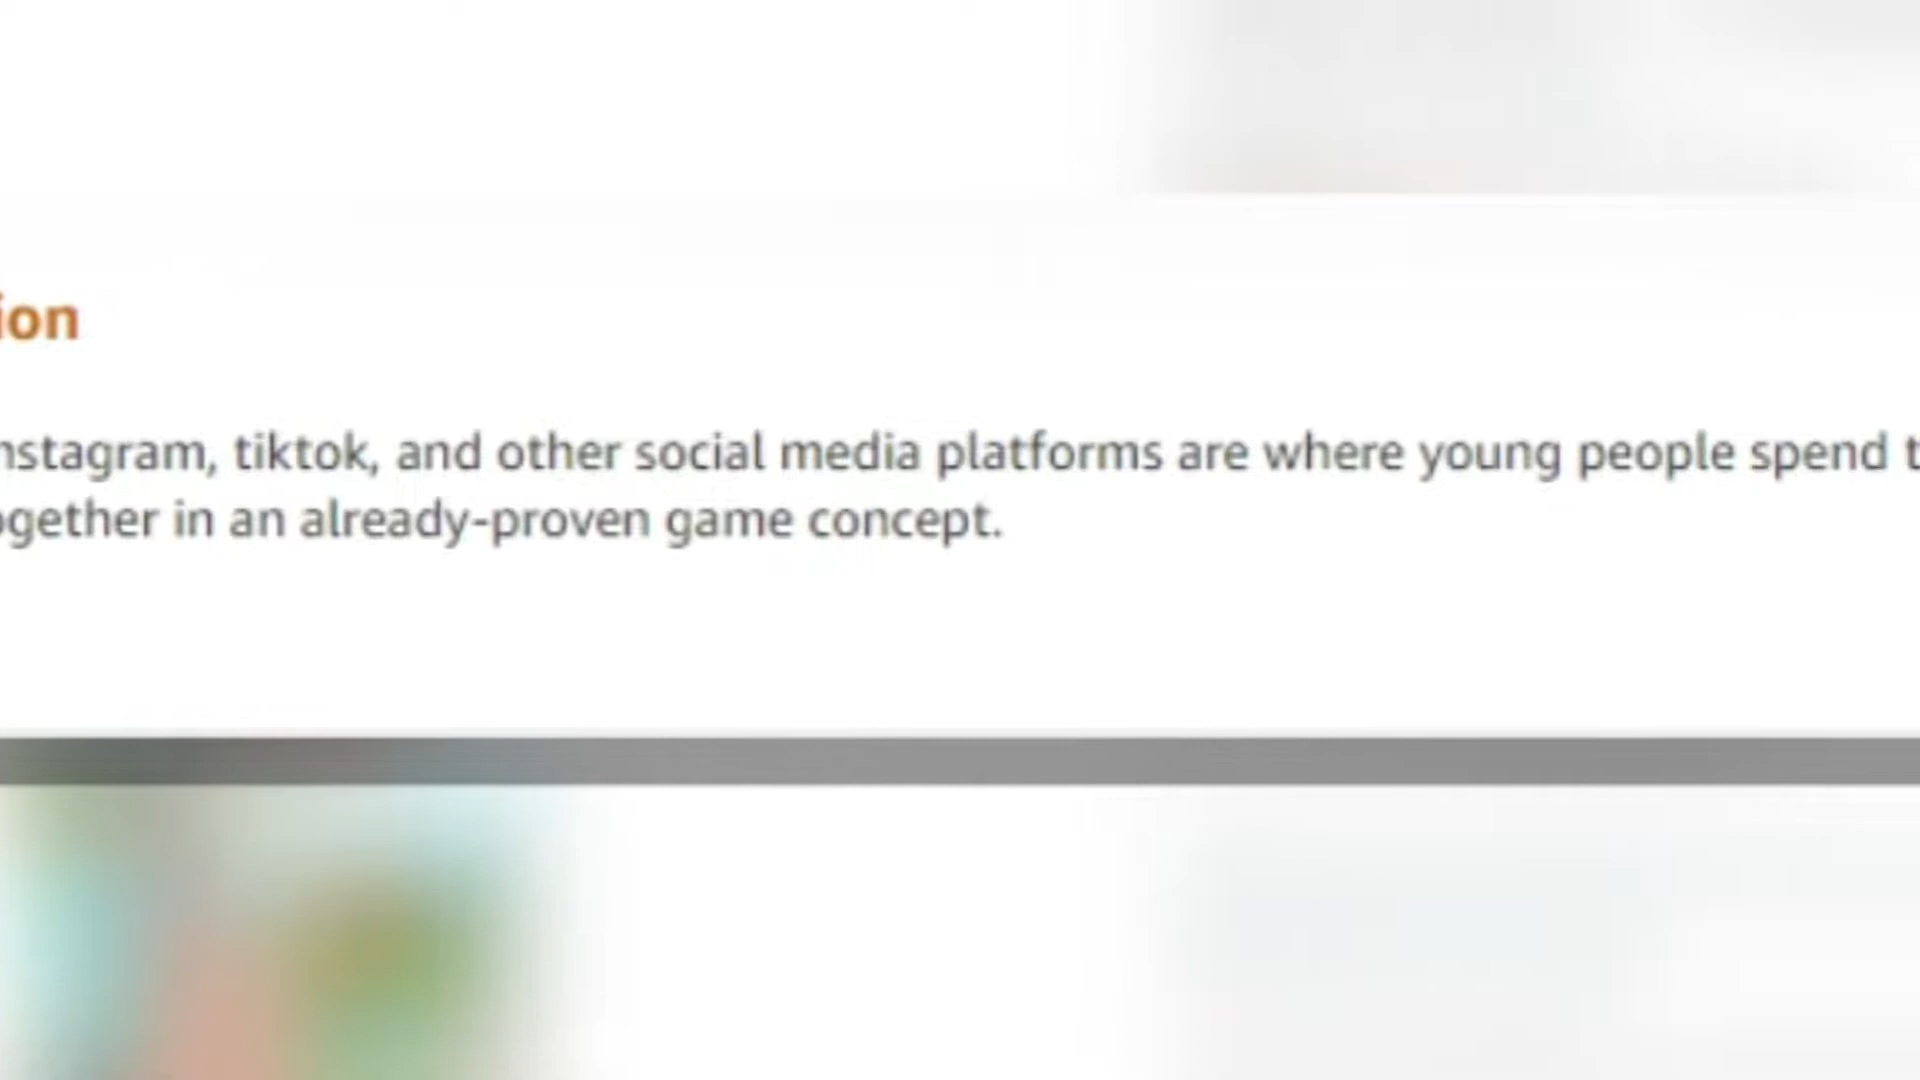 ion
nstagram, tiktok, and other social media platforms are where young people spend t
ogether in an already-proven game concept.